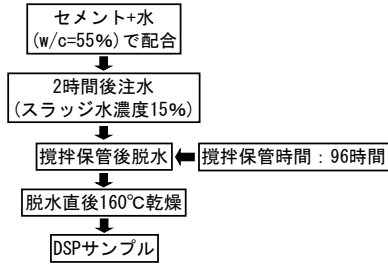 セメント+水
(w/c=55%)で配合
2時間後注水
(スラッジ水濃度15%)
撹拌保管後脱水
撹拌保管時間：96時間
脱水直後160℃乾燥
DSPサンプル